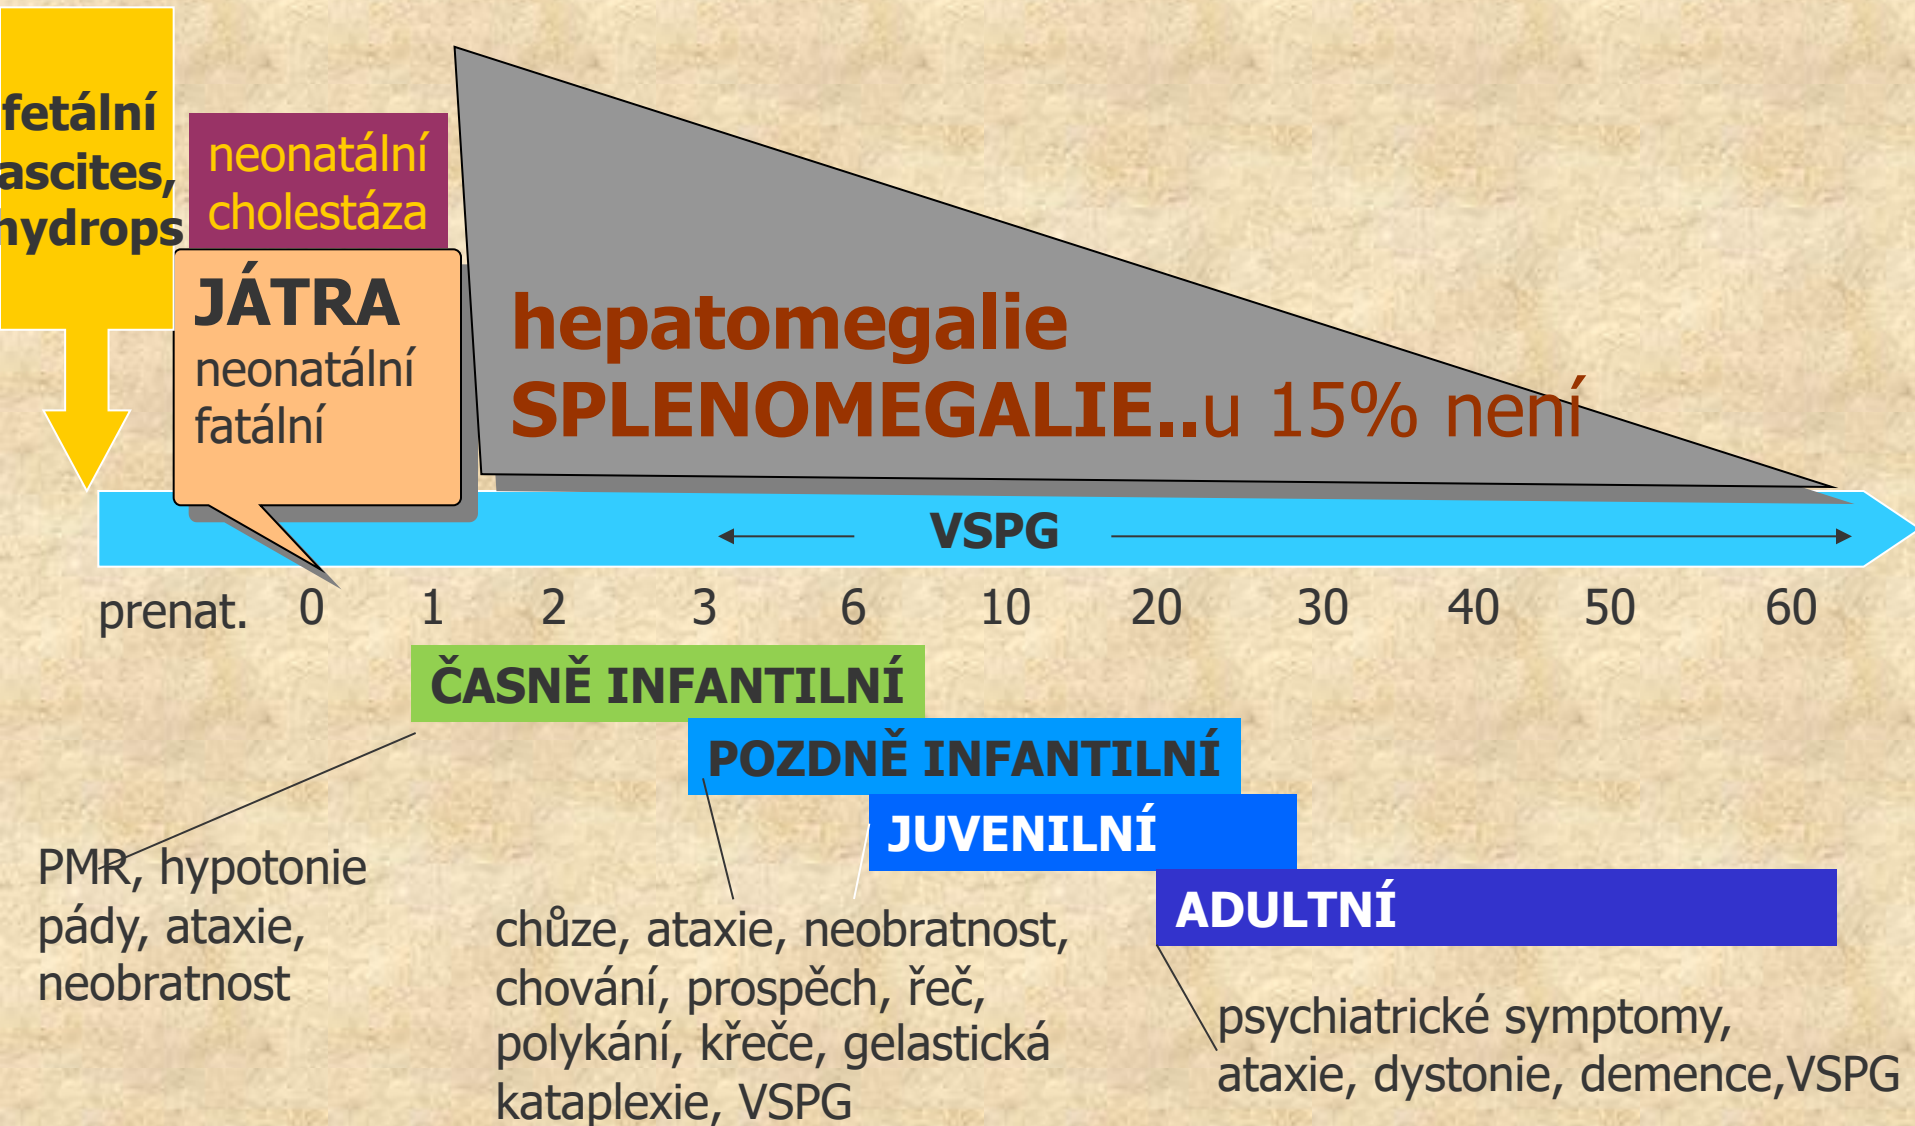 fetální
ascites,
hydrops
neonatální
cholestáza
JÁTRA
neonatální
fatální
hepatomegalie
SPLENOMEGALIE..u 15% není
VSPG
prenat. 0 1 2 3 6 10 20 30 40 50 60
ČASNĚ INFANTILNÍ
POZDNĚ INFANTILNÍ
JUVENILNÍ
ADULTNÍ
PMR, hypotonie
pády, ataxie,
neobratnost
chůze, ataxie, neobratnost,
chování, prospěch, řeč,
polykání, křeče, gelastická
kataplexie, VSPG
psychiatrické symptomy,
ataxie, dystonie, demence,VSPG